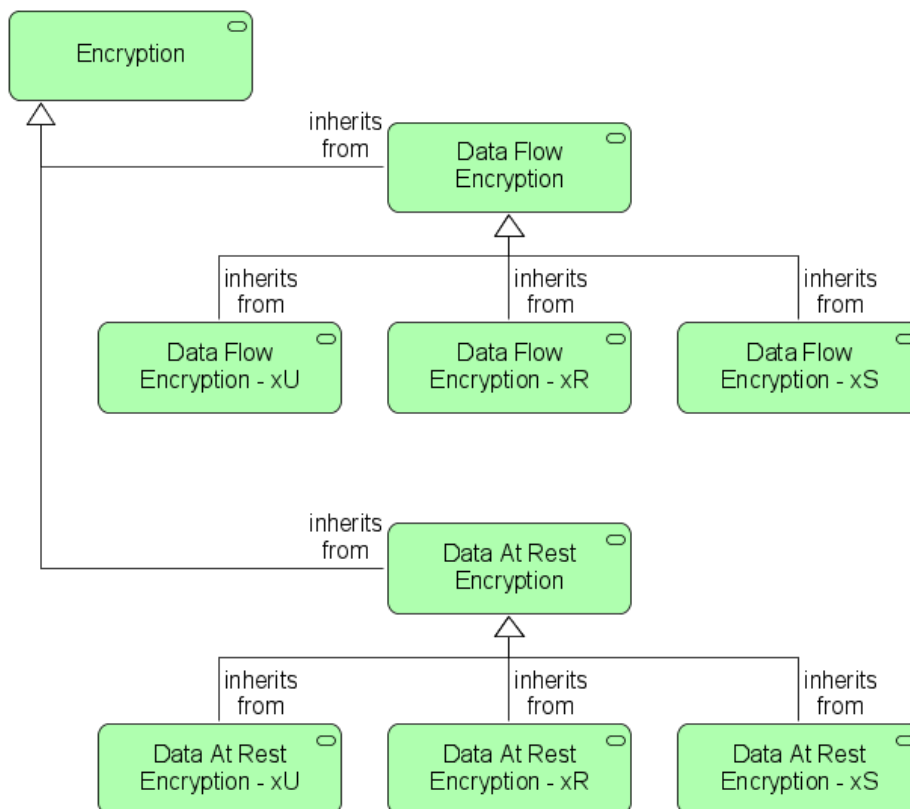 Encryption
inherits
from
Data Flow
Encryption
inherits
from
inherits
from
inherits
from
Data Flow
Encryption - xU
Data Flow
Encryption - xR
Data Flow
Encryption - xS
inherits
from
Data At Rest
Encryption
inherits
from
inherits
from
inherits
from
Data At Rest
Encryption - xU
Data At Rest
Encryption - xR
Data At Rest
Encryption - xS